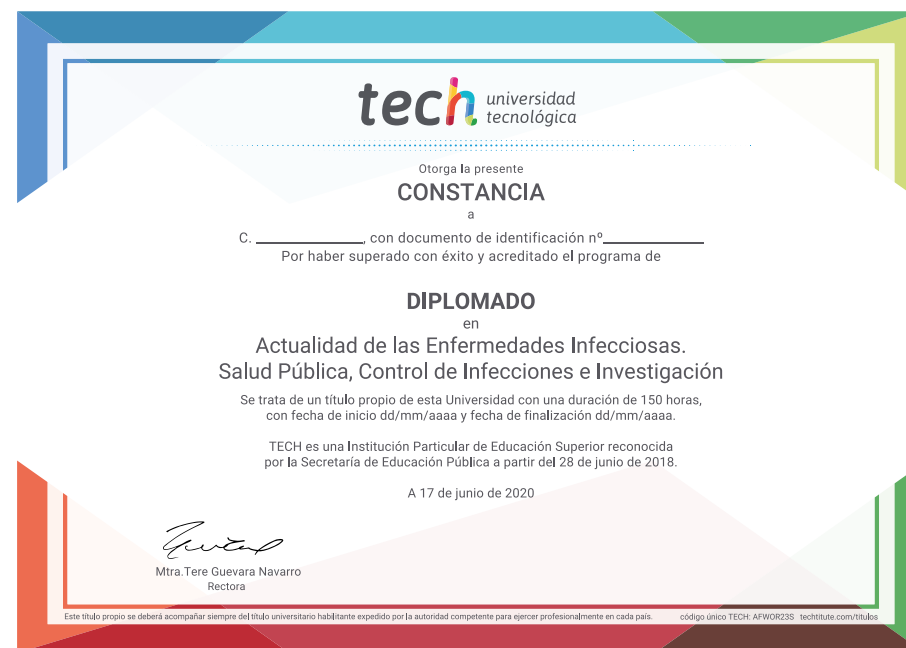 tech universidad
tecnológica
Otorga la presente
CONSTANCIA
a
C. ____________, con documento de identificación nº____________
Por haber superado con éxito y acreditado el programa de
DIPLOMADO
en
Actualidad de las Enfermedades Infecciosas.
Salud Pública, Control de Infecciones e Investigación
Se trata de un título propio de esta Universidad con una duración de 150 horas,
con fecha de inicio dd/mm/aaaa y fecha de finalización dd/mm/aaaa.
TECH es una Institución Particular de Educación Superior reconocida
por la Secretaría de Educación Pública a partir del 28 de junio de 2018.
A 17 de junio de 2020
Mtra.Tere Guevara Navarro
Rectora
Este título propio se deberá acompañar siempre del título universitario habilitante expedido por la autoridad competente para ejercer profesionalmente en cada país. código único TECH: AFWOR23S techtitute.com/titulos